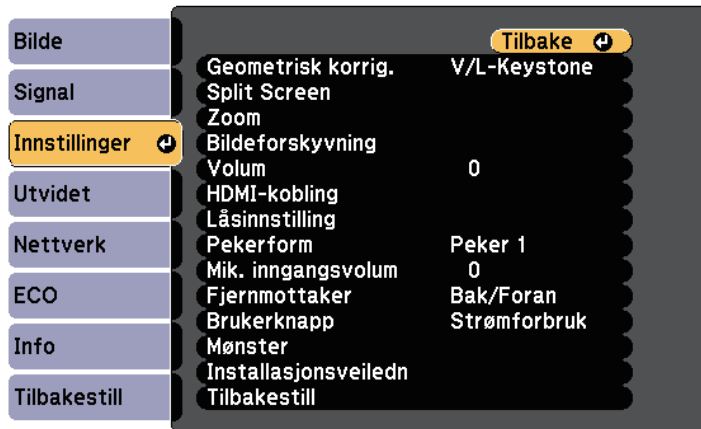 Bilde
Signal
Innstillinger
Utvidet
Nettverk
ECO
Info
Tilbakestill
Tilbake
Geometrisk korrig. V/L-Keystone
Split Screen
Zoom
Bildeforskyvning
Volum 0
HDMI-kobling
Låsinnstilling
Pekerform Peker 1
Mik. inngangsvolum 0
Fjernmottaker Bak/Foran
Brukerknapp Strømforbruk
Mønster
Installasjonsveiledn
Tilbakestill